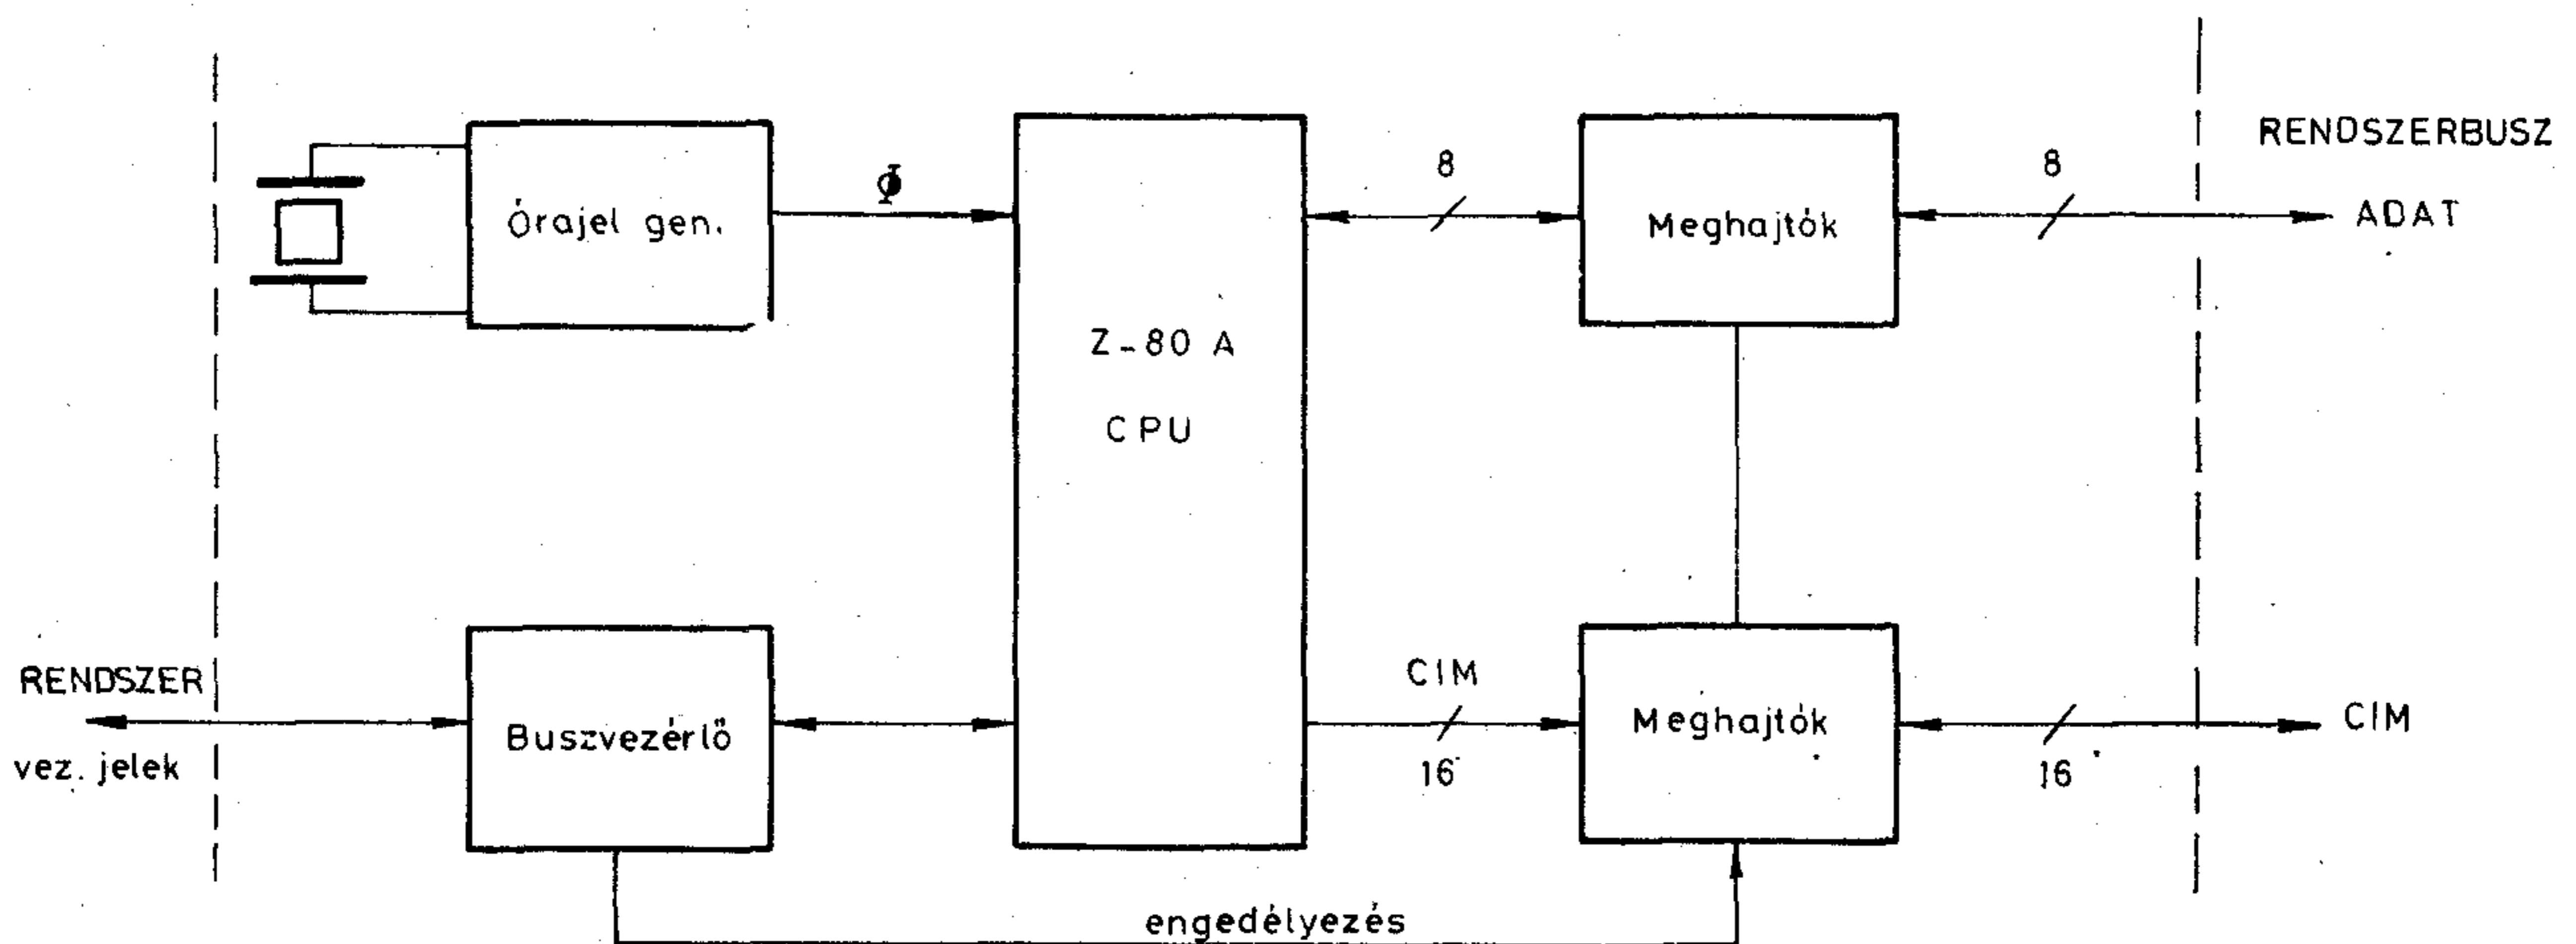 RENDSZERBUSZ
Órajel gen.
Φ
8
Meghajtók
8
ADAT
Z-80 A
CPU
RENDSZER
vez. jelek
Buszvezérlő
CIM
16
Meghajtók
16
CIM
engedélyezés